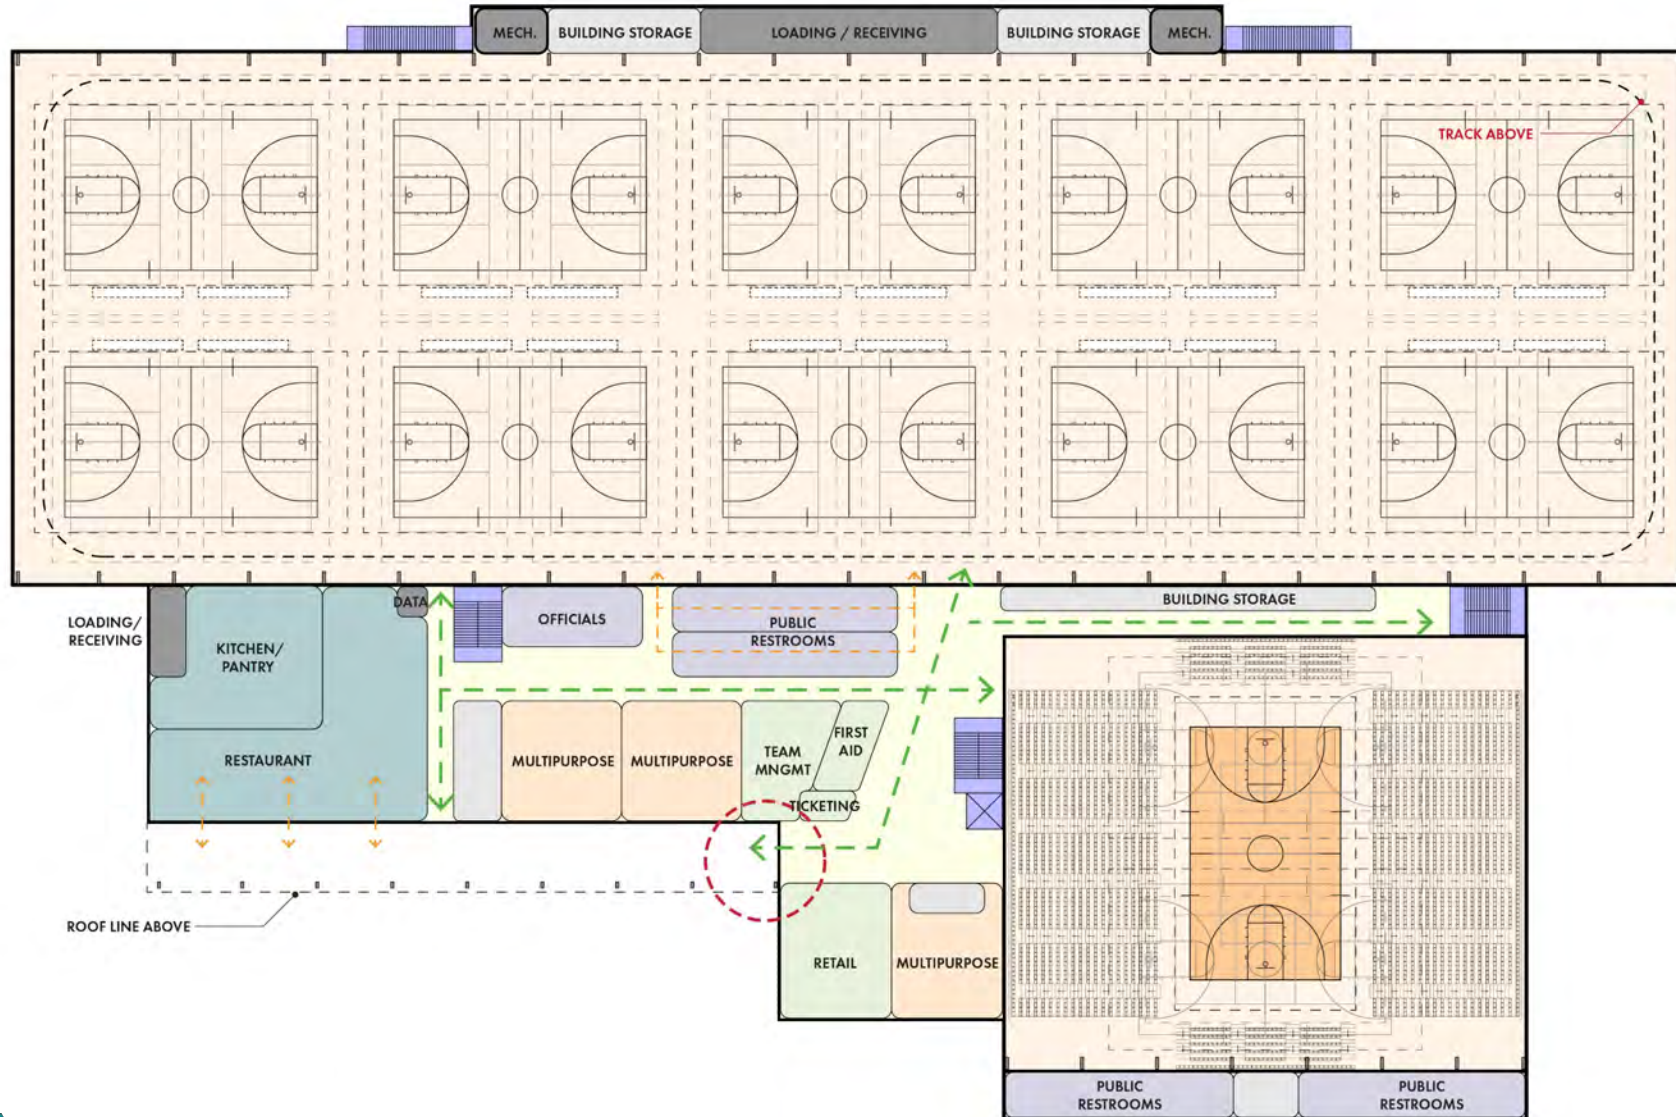 MECH.
BUILDING STORAGE
LOADING / RECEIVING
BUILDING STORAGE
MECH.
TRACK ABOVE
LOADING/
RECEIVING
KITCHEN/
PANTRY
DATA
OFFICIALS
PUBLIC
RESTROOMS
BUILDING STORAGE
RESTAURANT
MULTIPURPOSE
MULTIPURPOSE
TEAM
MNGMT
FIRST
AID
TICKETING
ROOF LINE ABOVE
RETAIL
MULTIPURPOSE
PUBLIC
RESTROOMS
PUBLIC
RESTROOMS